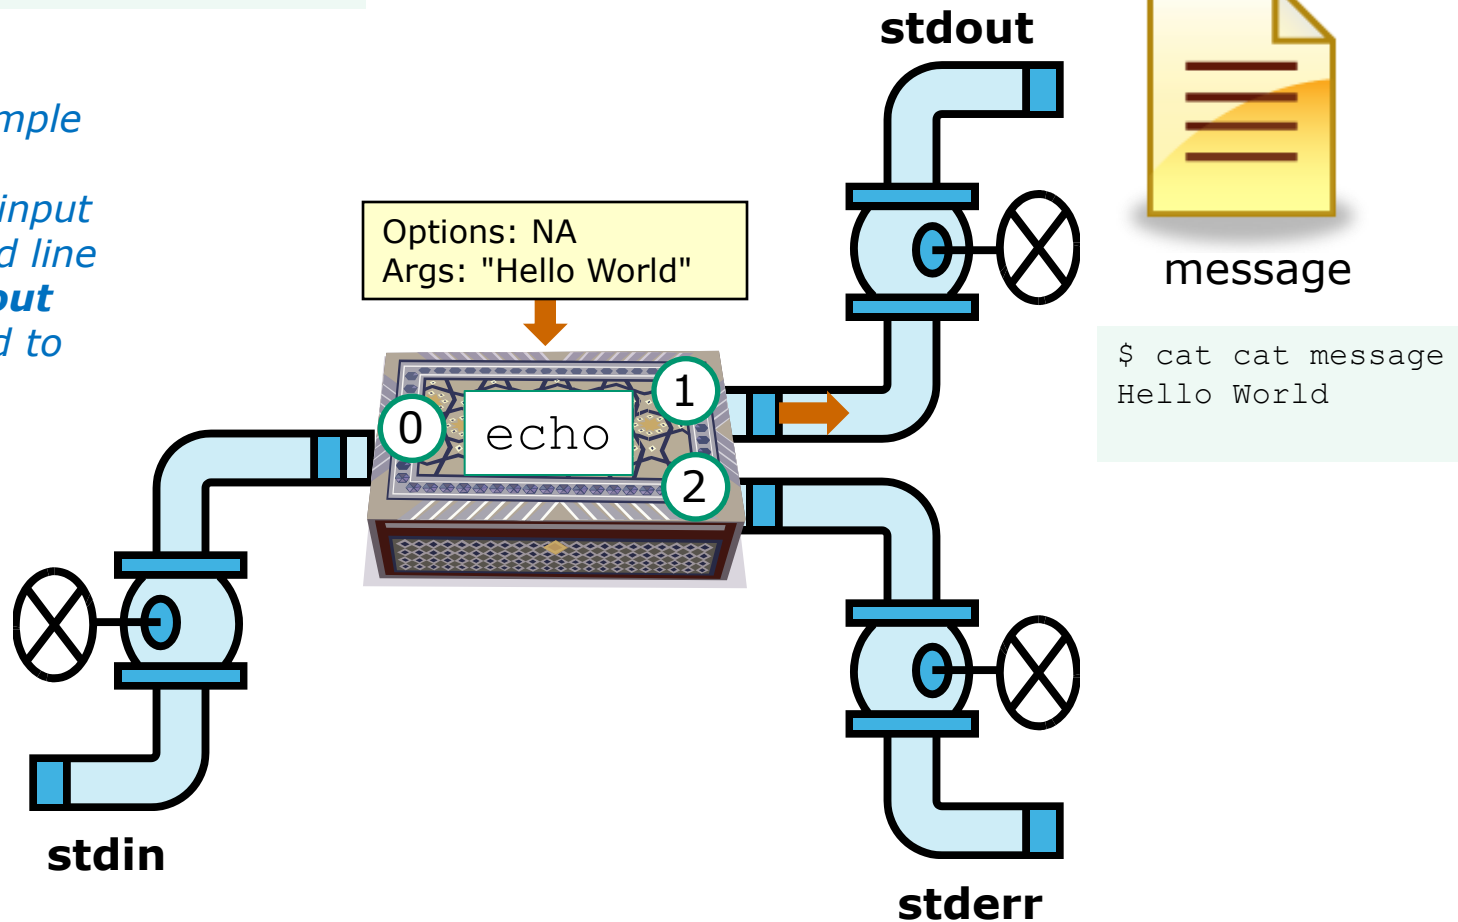 stdout
mple
input
d line
out
d to
Options: NA
Args: "Hello World"
message
$ cat cat message
Hello World
0
1
echo
2
stdin
stderr